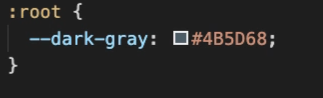 :root {
  --dark-gray: #4B5D68;
}